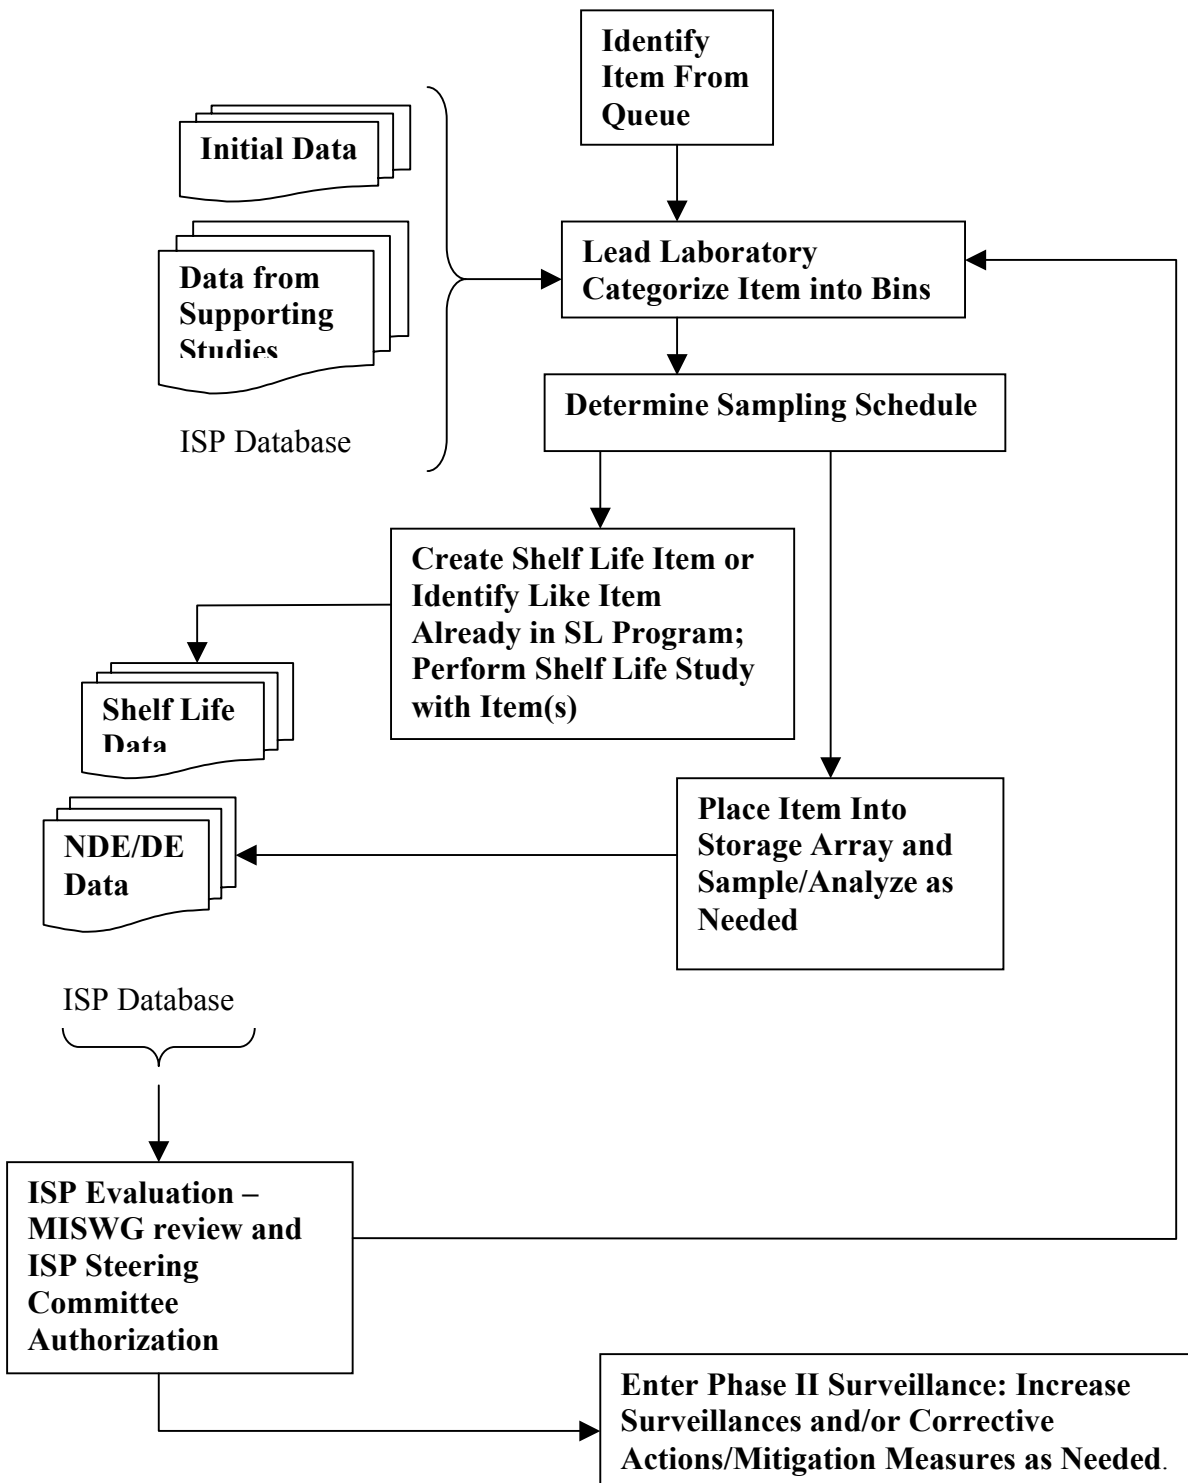 Identify
Item From
Queue
Initial Data
Data from
Supporting
Studies
ISP Database
Lead Laboratory
Categorize Item into Bins
Determine Sampling Schedule
Create Shelf Life Item or
Identify Like Item
Already in SL Program;
Perform Shelf Life Study
with Item(s)
Shelf Life
Data
NDE/DE
Data
Place Item Into
Storage Array and
Sample/Analyze as
Needed
ISP Database
ISP Evaluation –
MISWG review and
ISP Steering
Committee
Authorization
Enter Phase II Surveillance: Increase
Surveillances and/or Corrective
Actions/Mitigation Measures as Needed.